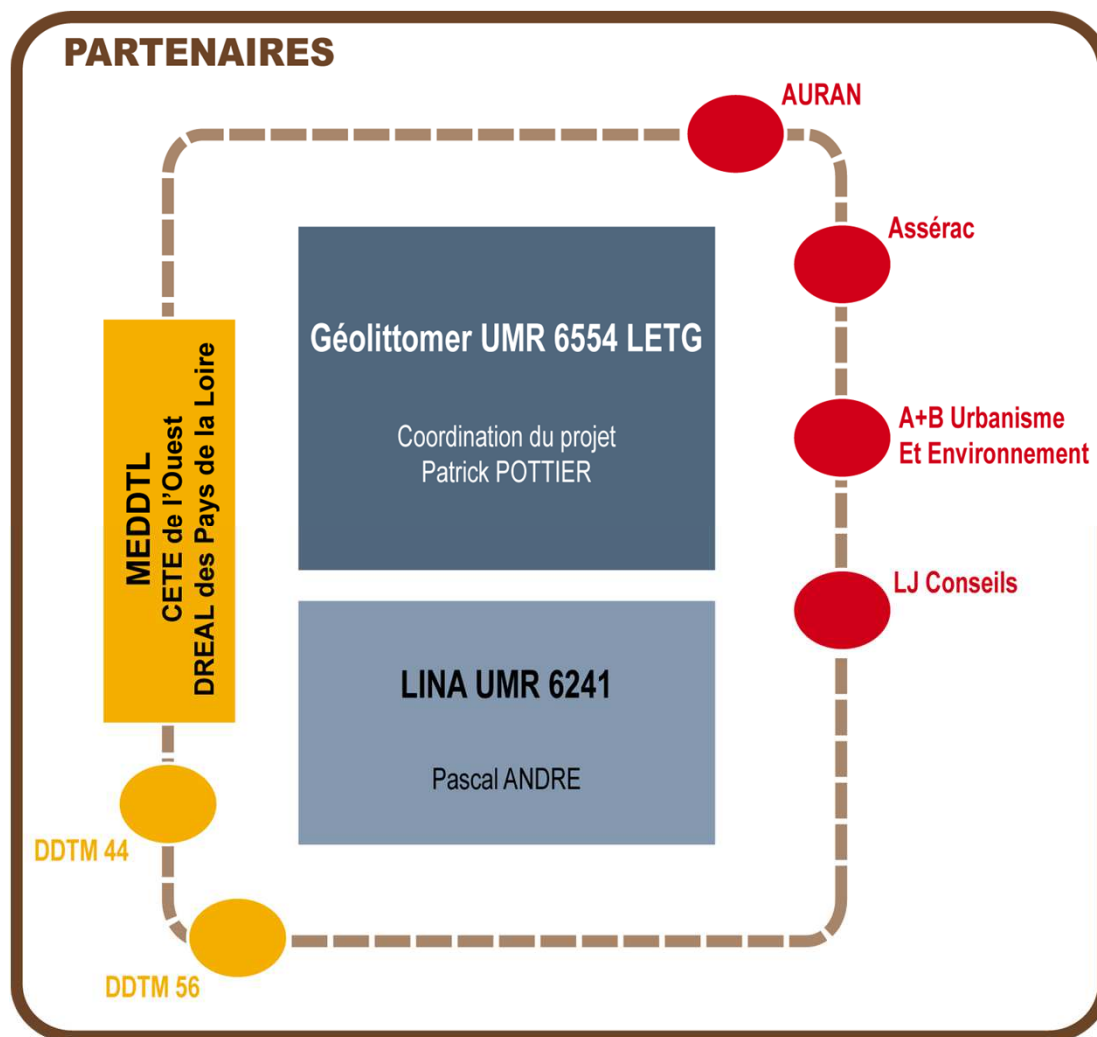 PARTENAIRES
AURAN
Assérac
A+B Urbanisme
Et Environnement
LJ Conseils
Géolittomer UMR 6554 LETG
Coordination du projet
Patrick POTTIER
LINA UMR 6241
Pascal ANDRE
MEDDTL
CETE de l'Ouest
DREAL des Pays de la Loire
DDTM 44
DDTM 56